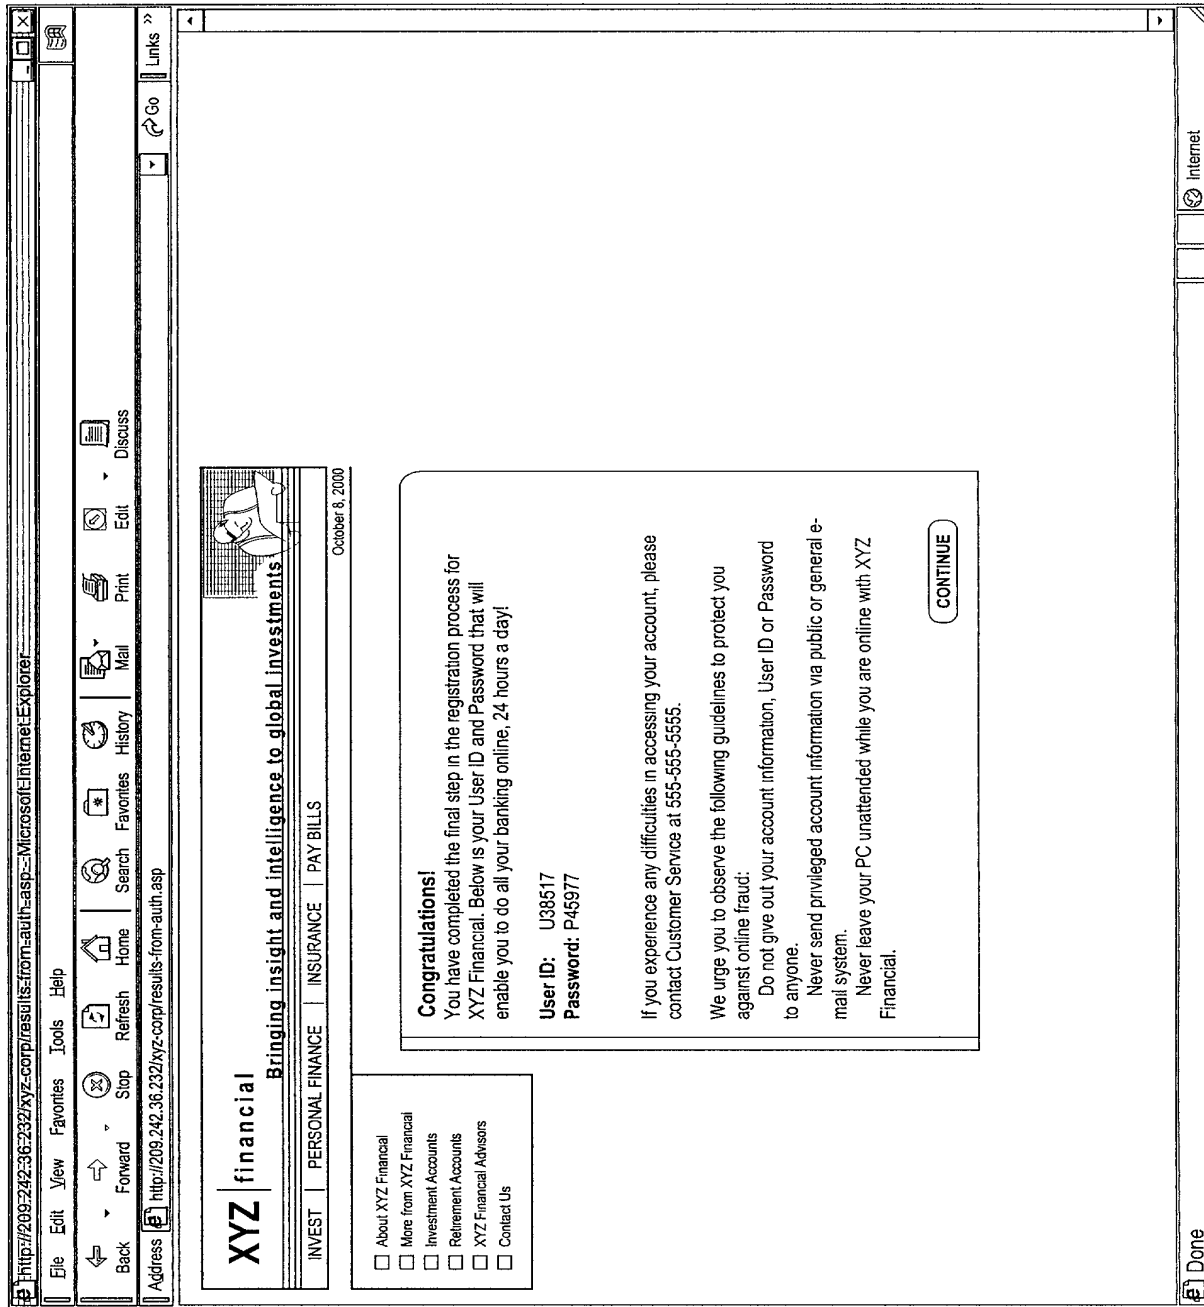 http://209.242.36.232/xyz-corp/results-from-auth-asp - Microsoft Internet Explorer
File Edit View Favorites Tools Help
Back Forward Stop Refresh Home Search Favorites History Mail Print Edit Discuss
Address http://209.242.36.232/xyz-corp/results-from-auth.asp Go Links »
XYZ financial
Bringing insight and intelligence to global investments
INVEST PERSONAL FINANCE INSURANCE PAY BILLS
October 8, 2000
About XYZ Financial
More from XYZ Financial
Investment Accounts
Retirement Accounts
XYZ Financial Advisors
Contact Us
Congratulations!
You have completed the final step in the registration process for
XYZ Financial. Below is your User ID and Password that will
enable you to do all your banking online, 24 hours a day!
User ID: U38517
Password: P45977
If you experience any difficulties in accessing your account, please
contact Customer Service at 555-555-5555.
We urge you to observe the following guidelines to protect you
against online fraud:
Do not give out your account information, User ID or Password
to anyone.
Never send privileged account information via public or general e-
mail system.
Never leave your PC unattended while you are online with XYZ
Financial.
CONTINUE
Done
Internet